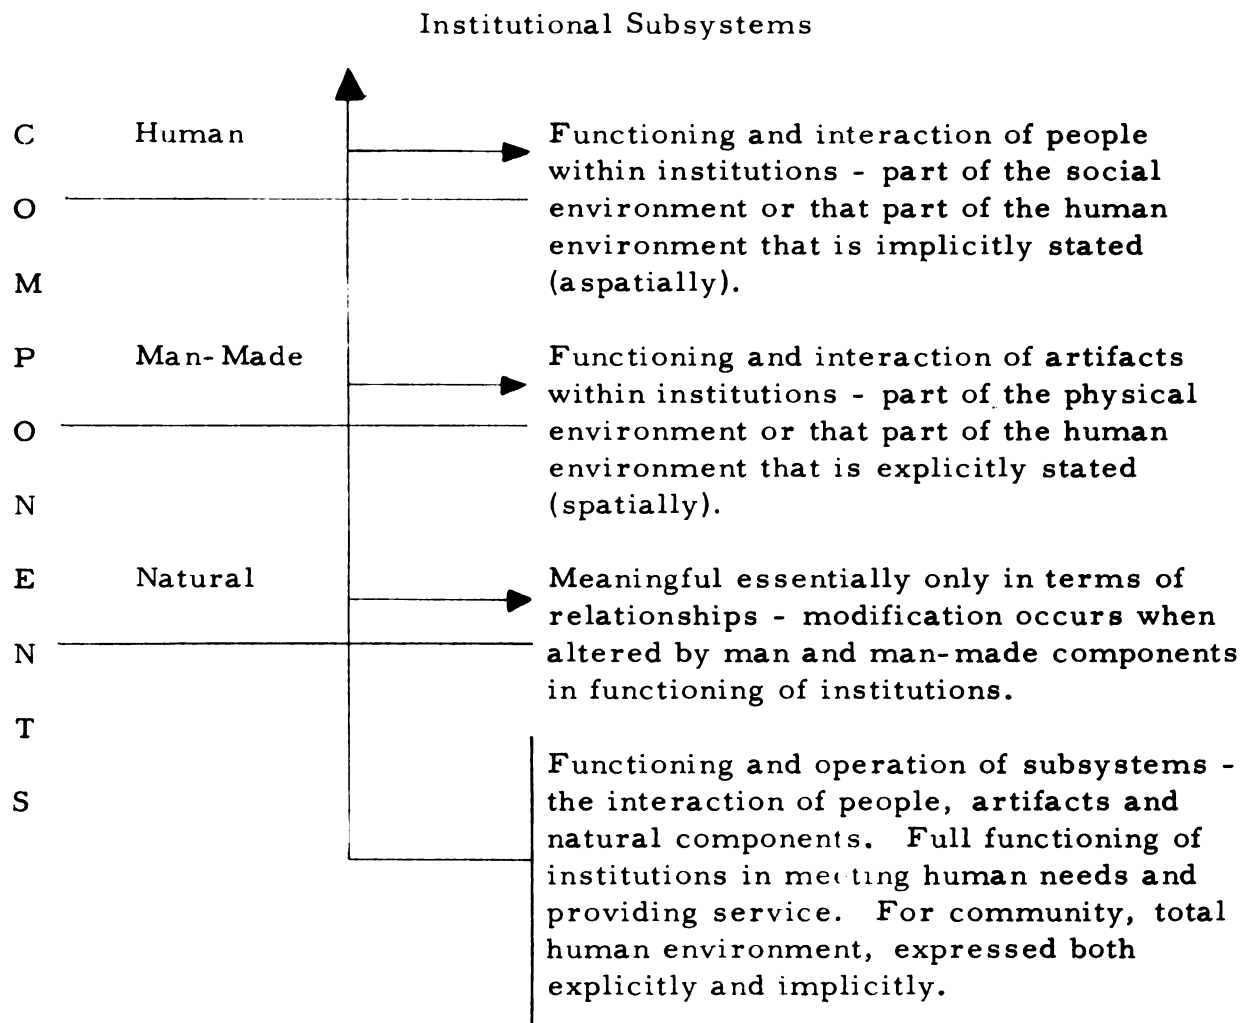 Institutional Subsystems
C O M P O N E N T S
Human
Functioning and interaction of people
within institutions - part of the social
environment or that part of the human
environment that is implicitly stated
(aspatially).
Man-Made
Functioning and interaction of artifacts
within institutions - part of the physical
environment or that part of the human
environment that is explicitly stated
(spatially).
Natural
Meaningful essentially only in terms of
relationships - modification occurs when
altered by man and man-made components
in functioning of institutions.
Functioning and operation of subsystems -
the interaction of people, artifacts and
natural components. Full functioning of
institutions in meeting human needs and
providing service. For community, total
human environment, expressed both
explicitly and implicitly.